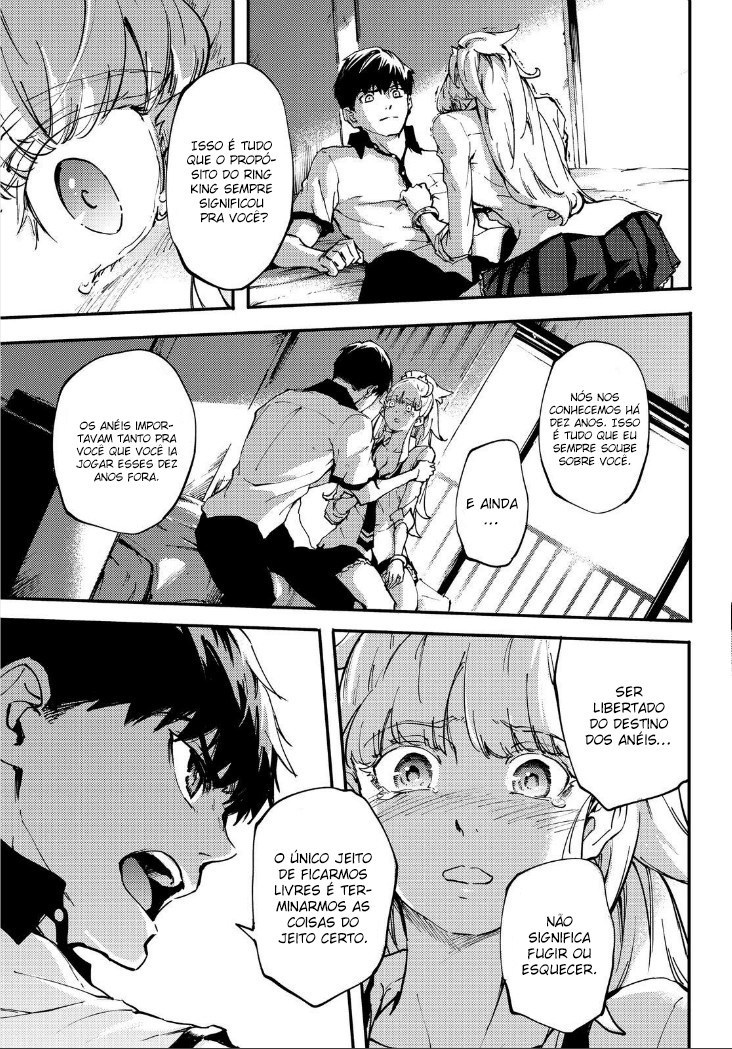 ISSO É TUDO
QUE O PROPÓ-
SITO DO RING
KING SEMPRE
SIGNIFICOU
PRA VOCÊ?
NÓS NOS
CONHECEMOS HÁ
DEZ ANOS. ISSO
É TUDO QUE EU
SEMPRE SOUBE
SOBRE VOCÊ.
E AINDA
...
OS ANÉIS IMPOR-
TAVAM TANTO PRA
VOCÊ QUE VOCÊ IA
JOGAR ESSES DEZ
ANOS FORA.
SER
LIBERTADO
DO DESTINO
DOS ANÉIS...
NÃO
SIGNIFICA
FUGIR OU
ESQUECER.
O ÚNICO JEITO
DE FICARMOS
LIVRES É TER-
MINARMOS AS
COISAS DO
JEITO CERTO.